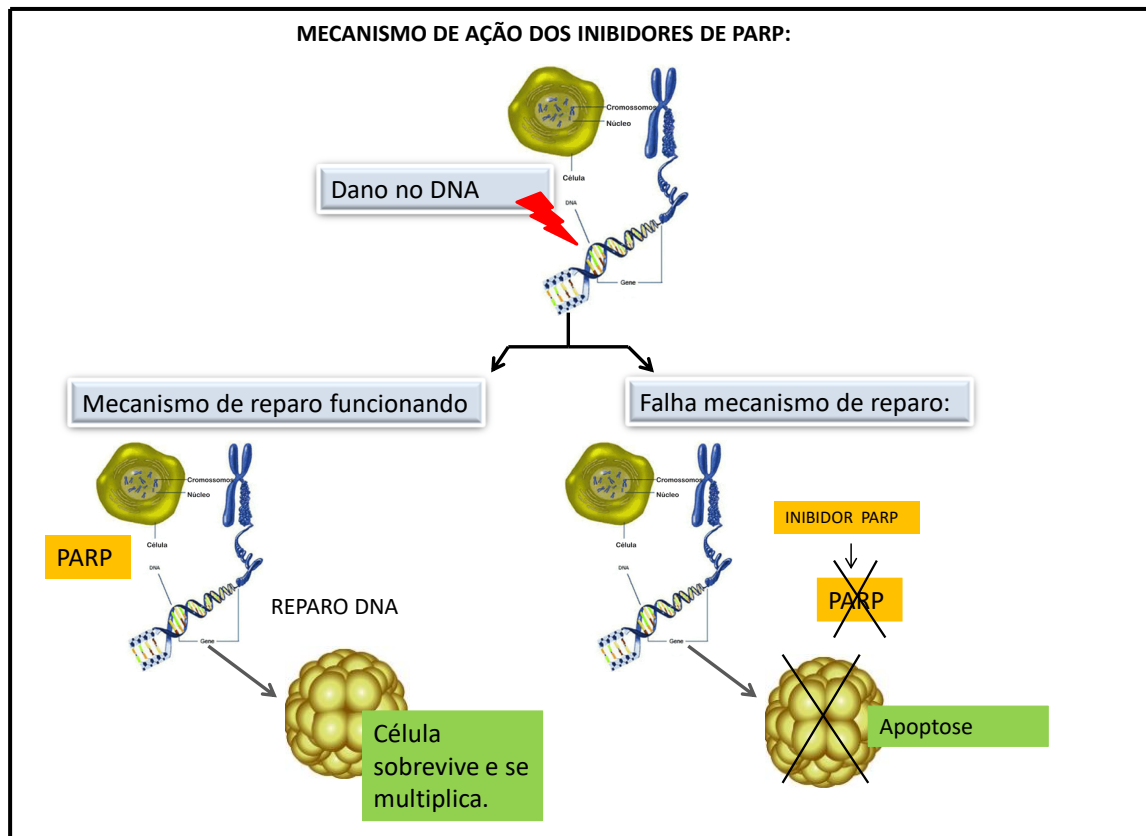 MECANISMO DE AÇÃO DOS INIBIDORES DE PARP:
Cromossomos
Núcleo
Célula
Dano no DNA
DNA
Gene
Mecanismo de reparo funcionando
Falha mecanismo de reparo:
Cromossomos
Núcleo
Célula
PARP
DNA
REPARO DNA
Gene
Célula
sobrevive e se
multiplica.
Cromossomos
Núcleo
INIBIDOR PARP
Célula
DNA
PARP
Gene
Apoptose